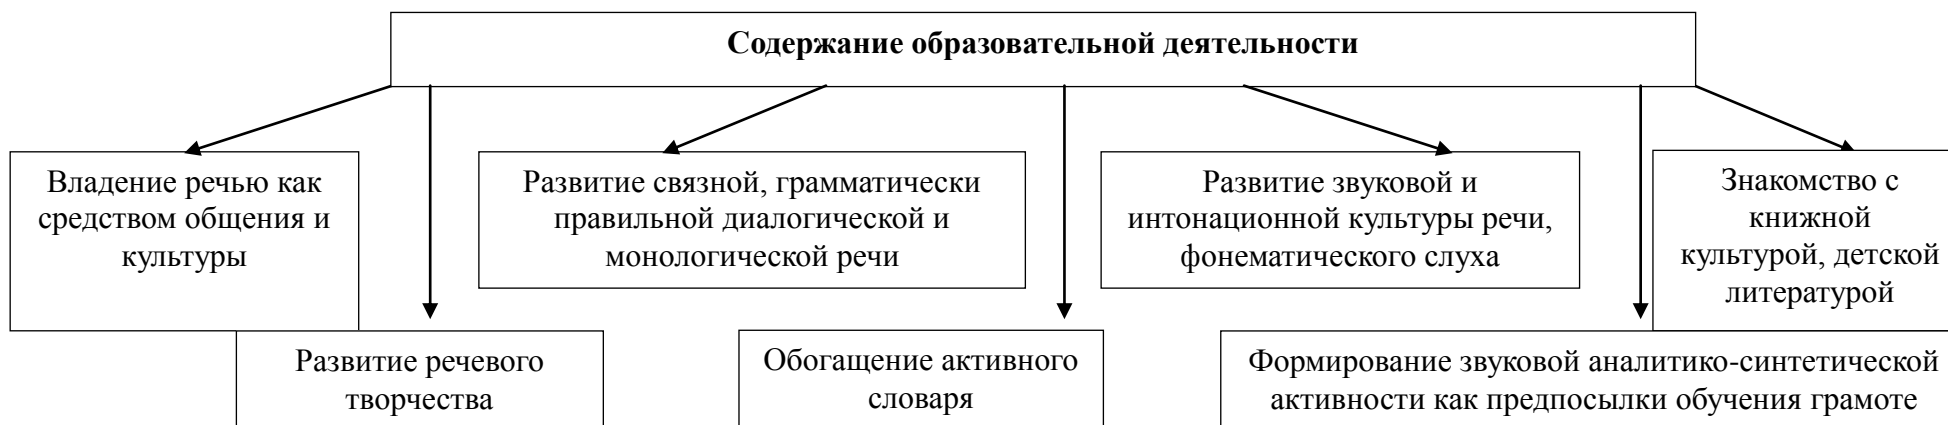 Содержание образовательной деятельности
Владение речью как
средством общения и
культуры
Развитие связной, грамматически
правильной диалогической и
монологической речи
Развитие звуковой и
интонационной культуры речи,
фонематического слуха
Знакомство с
книжной
культурой, детской
литературой
Развитие речевого
творчества
Обогащение активного
словаря
Формирование звуковой аналитико-синтетической
активности как предпосылки обучения грамоте